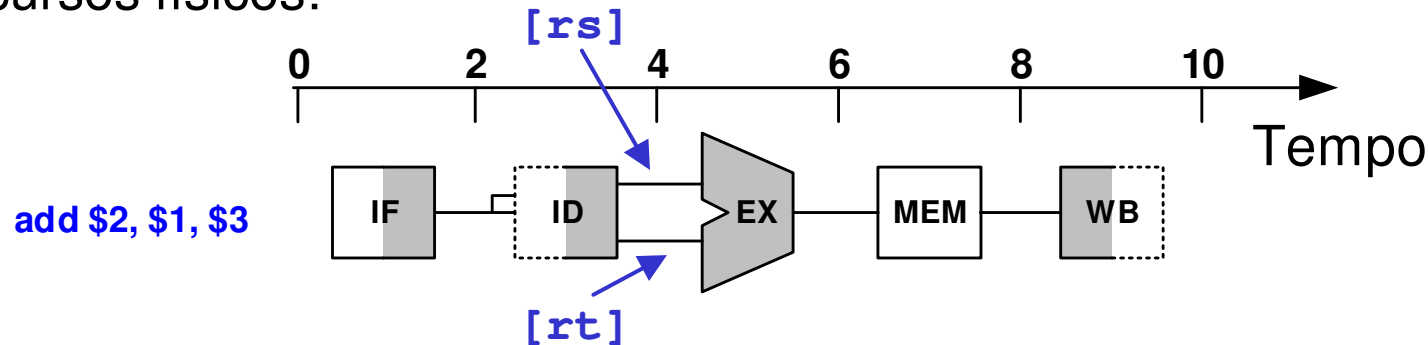 [rs]
0 2 4 6 8 10
Tempo
add $2, $1, $3
IF ID EX MEM WB
[rt]